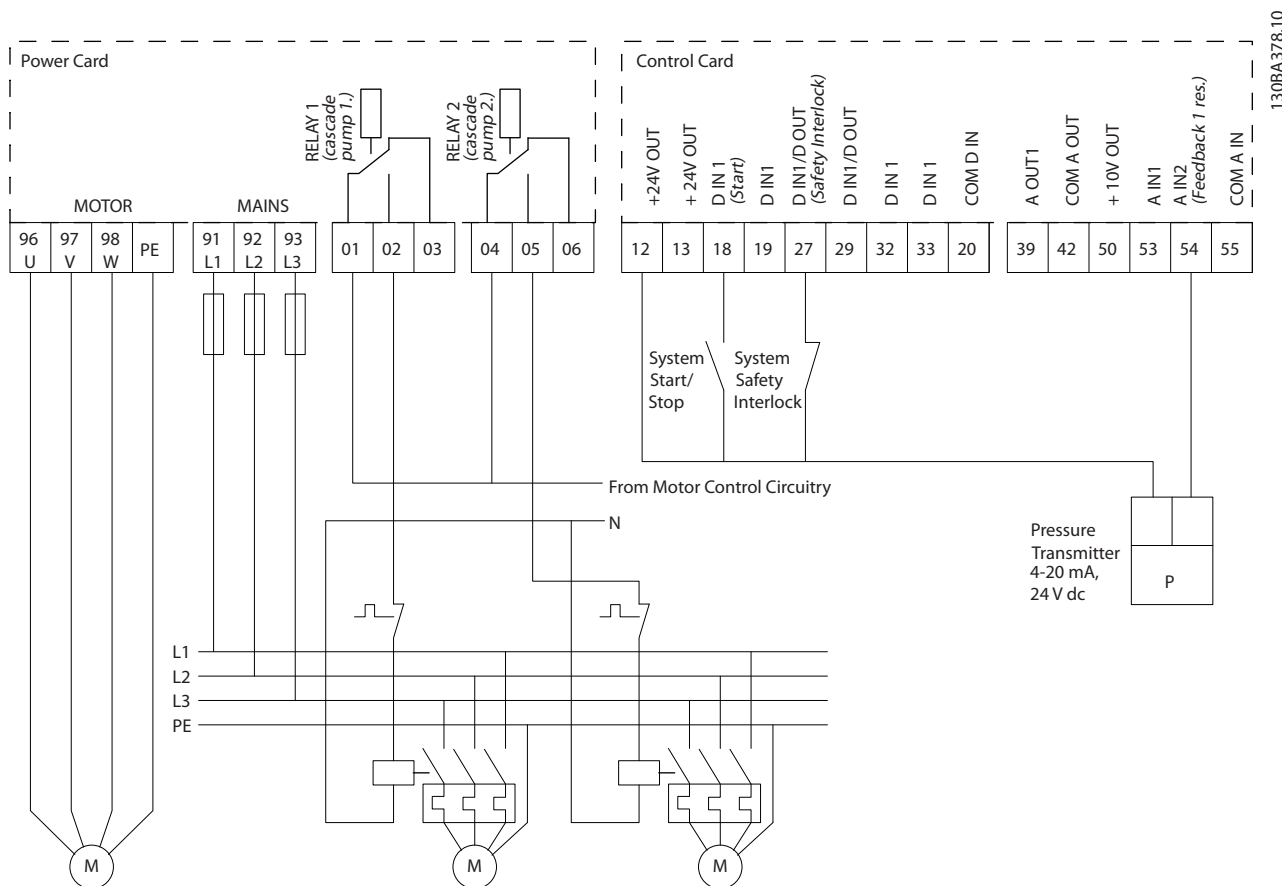 130BA378.10
Power Card
Control Card
RELAY 1
(cascade
pump 1.)
RELAY 2
(cascade
pump 2.)
+24V OUT
+ 24V OUT
D IN 1
(Start)
D IN1
D IN1/D OUT
(Safety Interlock)
D IN1/D OUT
D IN 1
D IN 1
COM D IN
A OUT1
COM A OUT
+ 10V OUT
A IN1
A IN2
(Feedback 1 res.)
COM A IN
MOTOR
MAINS
96 97 98 PE 91 92 93 01 02 03 04 05 06 12 13 18 19 27 29 32 33 20 39 42 50 53 54 55
U V W L1 L2 L3
System
Start/
Stop
System
Safety
Interlock
From Motor Control Circuitry
N
Pressure
Transmitter
4-20 mA,
24 V dc
P
L1
L2
L3
PE
M M M